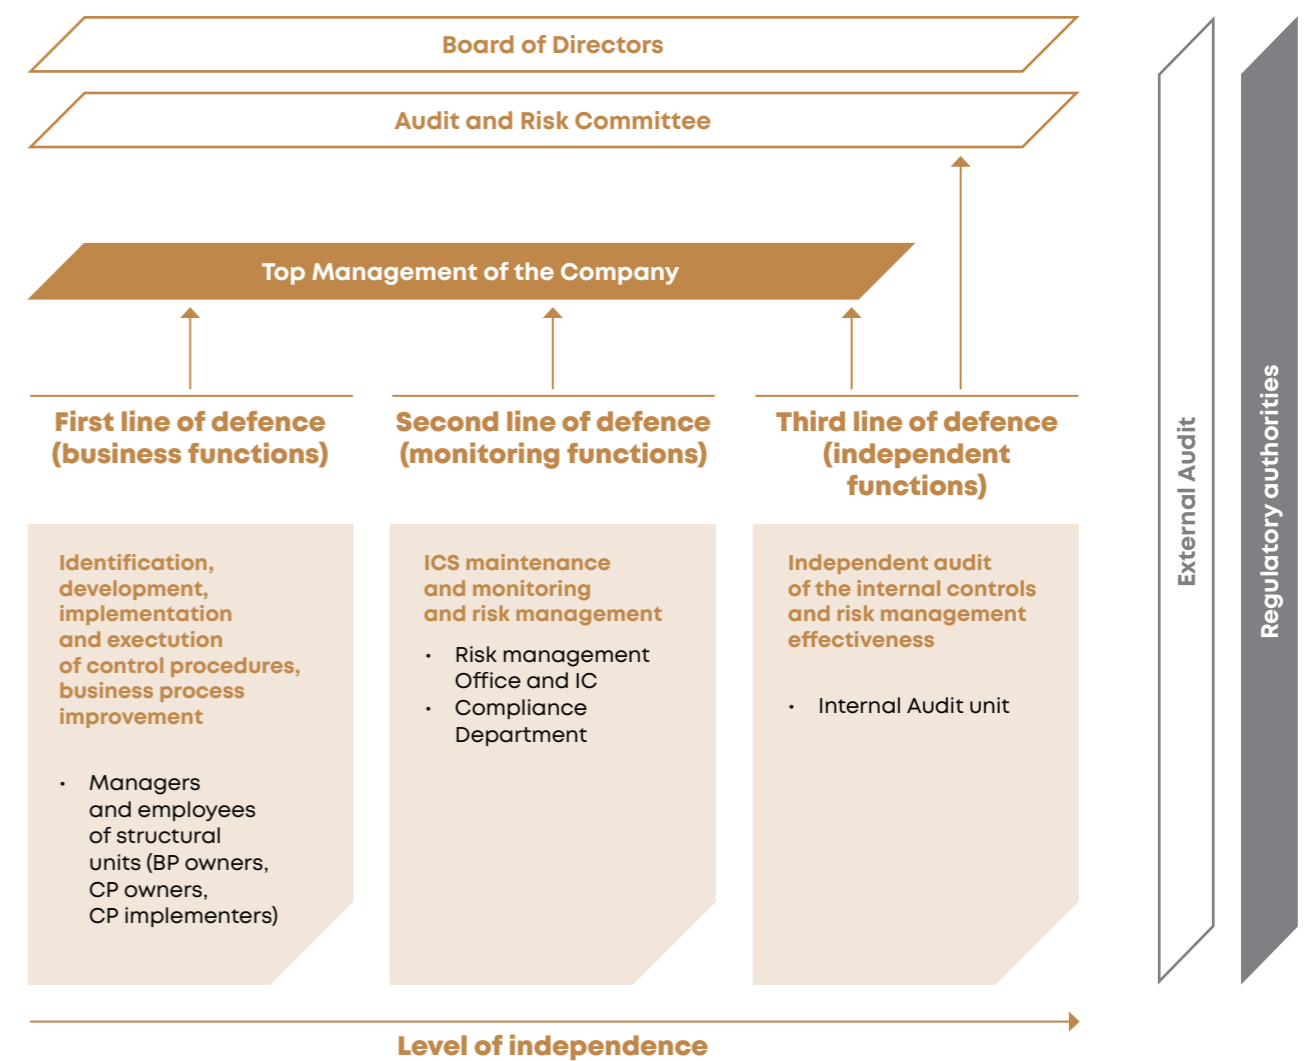 Board of Directors
Audit and Risk Committee
Top Management of the Company
First line of defence
(business functions)
Identification,
development,
implementation
and exectution
of control procedures,
business process
improvement
• Managers
and employees
of structural
units (BP owners,
CP owners,
CP implementers)
Second line of defence
(monitoring functions)
ICS maintenance
and monitoring
and risk management
• Risk management
Office and IC
• Compliance
Department
Third line of defence
(independent
functions)
Independent audit
of the internal controls
and risk management
effectiveness
• Internal Audit unit
Level of independence
External Audit
Regulatory authorities